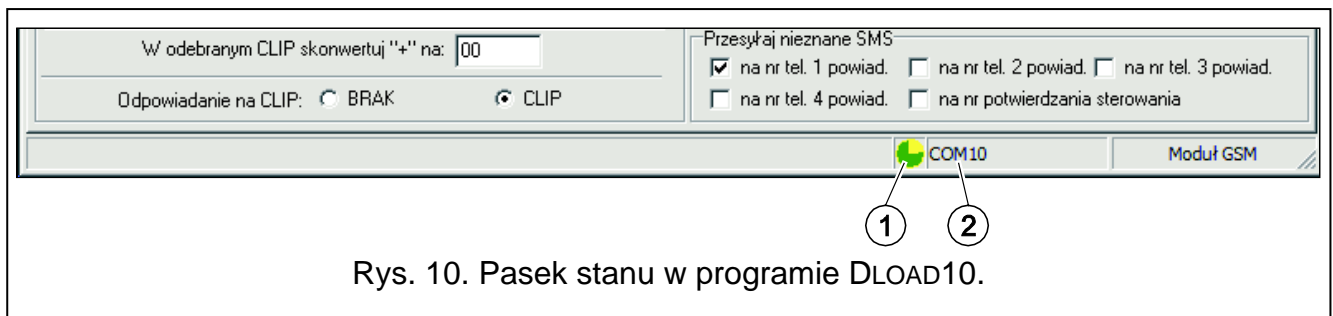 W odebranym CLIP skonwertuj "+" na: 00
Odpowiadanie na CLIP: BRAK CLIP
Przesyłaj nieznane SMS
na nr tel. 1 powiad. na nr tel. 2 powiad. na nr tel. 3 powiad.
na nr tel. 4 powiad. na nr potwierdzania sterowania
COM10 Moduł GSM
1 2
Rys. 10. Pasek stanu w programie DLOAD10.